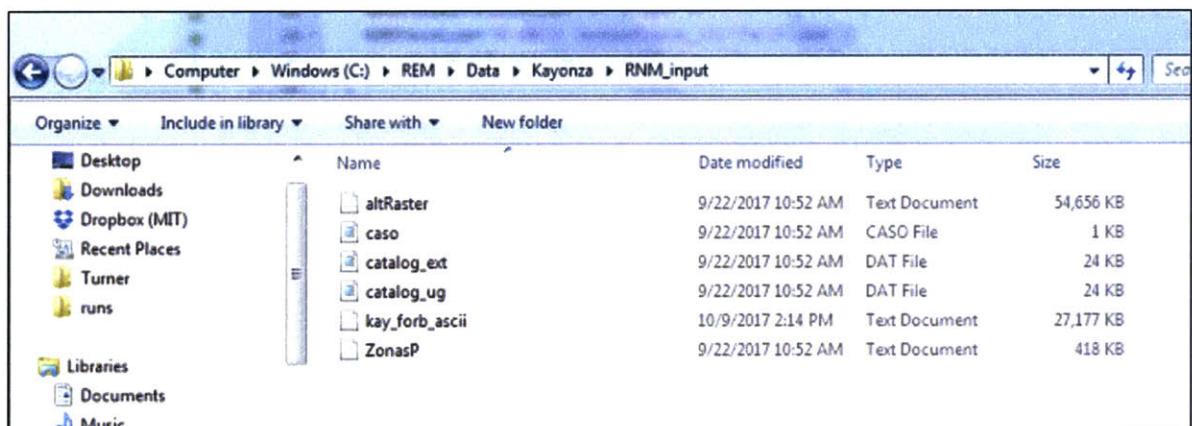 Computer Windows (C:) REM Data Kayonza RNM_input
Organize Include in library Share with New folder
Desktop
Downloads
Dropbox (MIT)
Recent Places
Turner
runs
Libraries
Documents
Music
Name Date modified Type Size
altRaster 9/22/2017 10:52 AM Text Document 54,656 KB
caso 9/22/2017 10:52 AM CASO File 1 KB
catalog_ext 9/22/2017 10:52 AM DAT File 24 KB
catalog_ug 9/22/2017 10:52 AM DAT File 24 KB
kay_forb_ascii 10/9/2017 2:14 PM Text Document 27,177 KB
ZonasP 9/22/2017 10:52 AM Text Document 418 KB